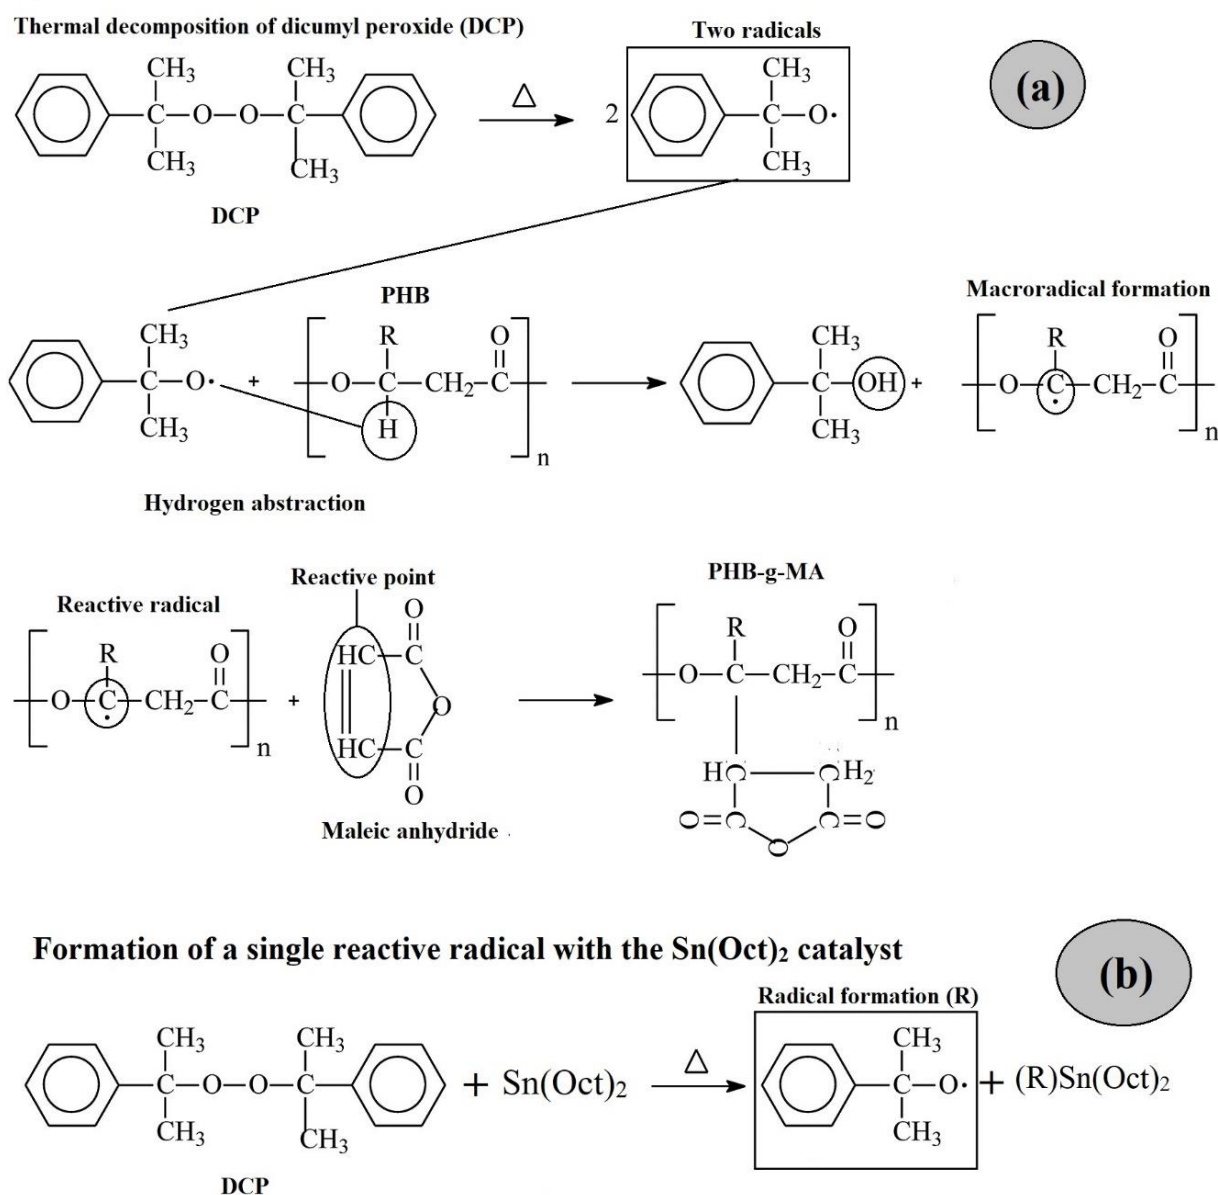 Thermal decomposition of dicumyl peroxide (DCP)
Two radicals
(a)
CH₃ CH₃ CH₃
C—O—O—C △ 2 C—O·
CH₃ CH₃ CH₃
DCP
PHB
Macroradical formation
CH₃ R O CH₃ R O
C—O· + —O—C—CH₂—C— C—OH + —O—C—CH₂—C—
CH₃ H n CH₃ · n
Hydrogen abstraction
Reactive point
PHB-g-MA
Reactive radical
R O O R O
HC—C —O—C—CH₂—C— n
—O—C—CH₂—C— n + O
· HC—C HC—CH₂
O O=C C=O
O
Maleic anhydride
Formation of a single reactive radical with the Sn(Oct)₂ catalyst
(b)
Radical formation (R)
CH₃ CH₃ CH₃
C—O—O—C + Sn(Oct)₂ △ C—O· + (R)Sn(Oct)₂
CH₃ CH₃ CH₃
DCP